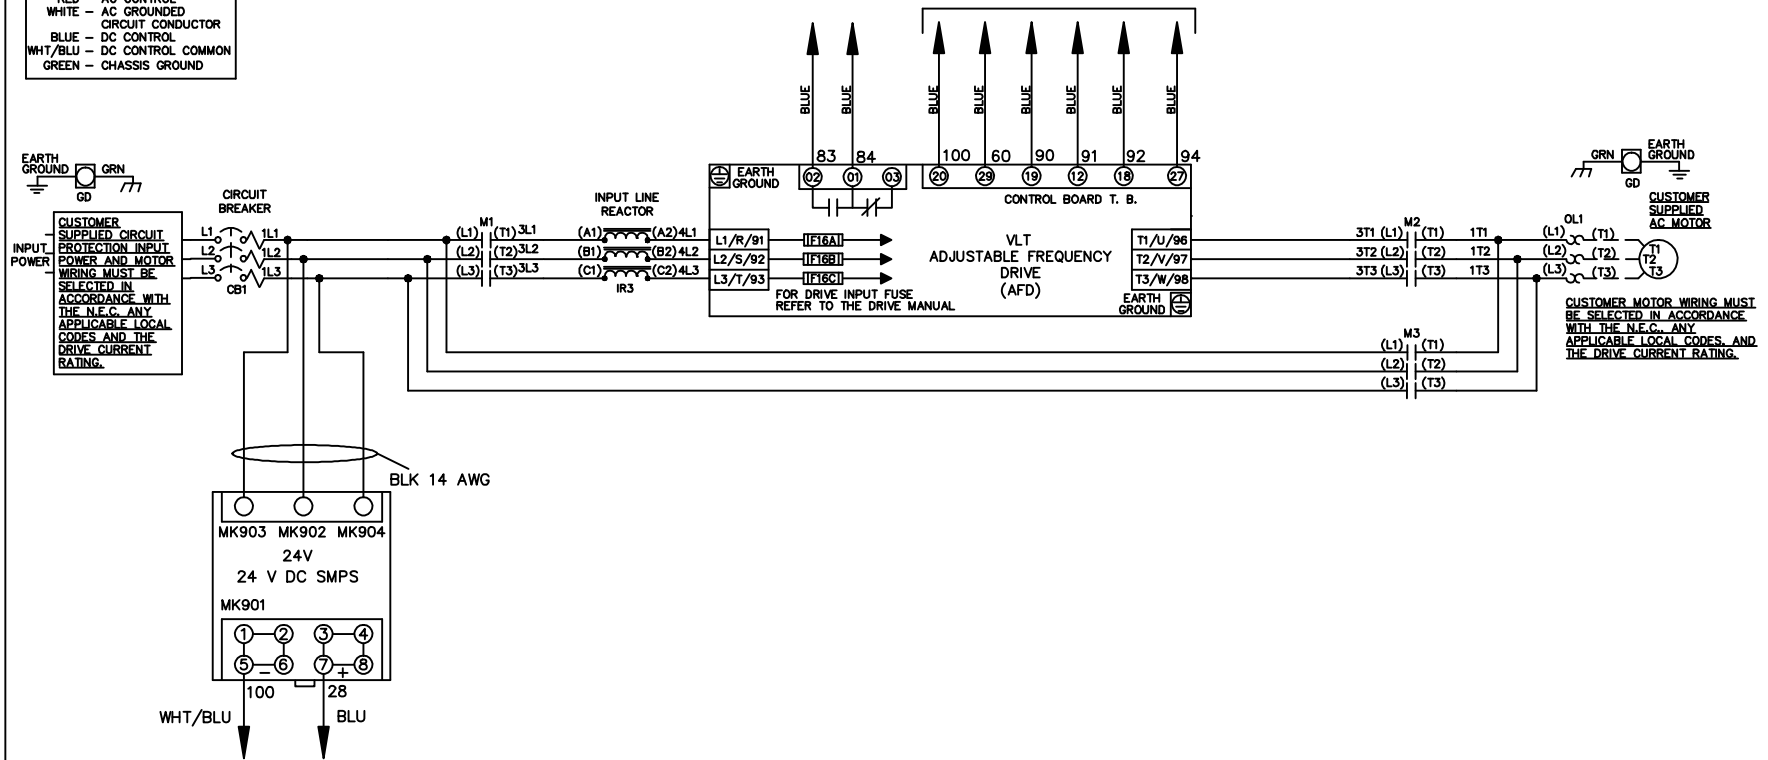 WHITE – AC GROUNDED
CIRCUIT CONDUCTOR
BLUE – DC CONTROL
WHT/BLU – DC CONTROL COMMON
GREEN – CHASSIS GROUND
BLUE
BLUE
BLUE
BLUE
BLUE
BLUE
BLUE
BLUE
83
84
100
60
90
91
92
94
EARTH
GROUND
GRN
GD
EARTH
GROUND
02
01
03
20
29
19
12
18
27
CONTROL BOARD T. B.
GRN
EARTH
GROUND
GD
CUSTOMER
SUPPLIED
AC MOTOR
INPUT
POWER
CUSTOMER
SUPPLIED CIRCUIT
PROTECTION INPUT
POWER AND MOTOR
WIRING MUST BE
SELECTED IN
ACCORDANCE WITH
THE N.E.C. ANY
APPLICABLE LOCAL
CODES AND THE
DRIVE CURRENT
RATING.
CIRCUIT
BREAKER
L1
1L1
L2
1L2
L3
1L3
CB1
M1
(L1) (T1) 3L1
(L2) (T2) 3L2
(L3) (T3) 3L3
INPUT LINE
REACTOR
(A1) (A2) 4L1
(B1) (B2) 4L2
(C1) (C2) 4L3
IR3
L1/R/91
L2/S/92
L3/T/93
F16A
F16B
F16C
FOR DRIVE INPUT FUSE
REFER TO THE DRIVE MANUAL
VLT
ADJUSTABLE FREQUENCY
DRIVE
(AFD)
T1/U/96
T2/V/97
T3/W/98
EARTH
GROUND
M2
3T1 (L1) (T1) 1T1
3T2 (L2) (T2) 1T2
3T3 (L3) (T3) 1T3
OL1
(L1) (T1)
(L2) (T2)
(L3) (T3)
T1
T2
T3
CUSTOMER MOTOR WIRING MUST
BE SELECTED IN ACCORDANCE
WITH THE N.E.C., ANY
APPLICABLE LOCAL CODES, AND
THE DRIVE CURRENT RATING.
M3
(L1) (T1)
(L2) (T2)
(L3) (T3)
BLK 14 AWG
MK903 MK902 MK904
24V
24 V DC SMPS
MK901
1 2 3 4
5 – 6 7 + 8
100
28
WHT/BLU
BLU